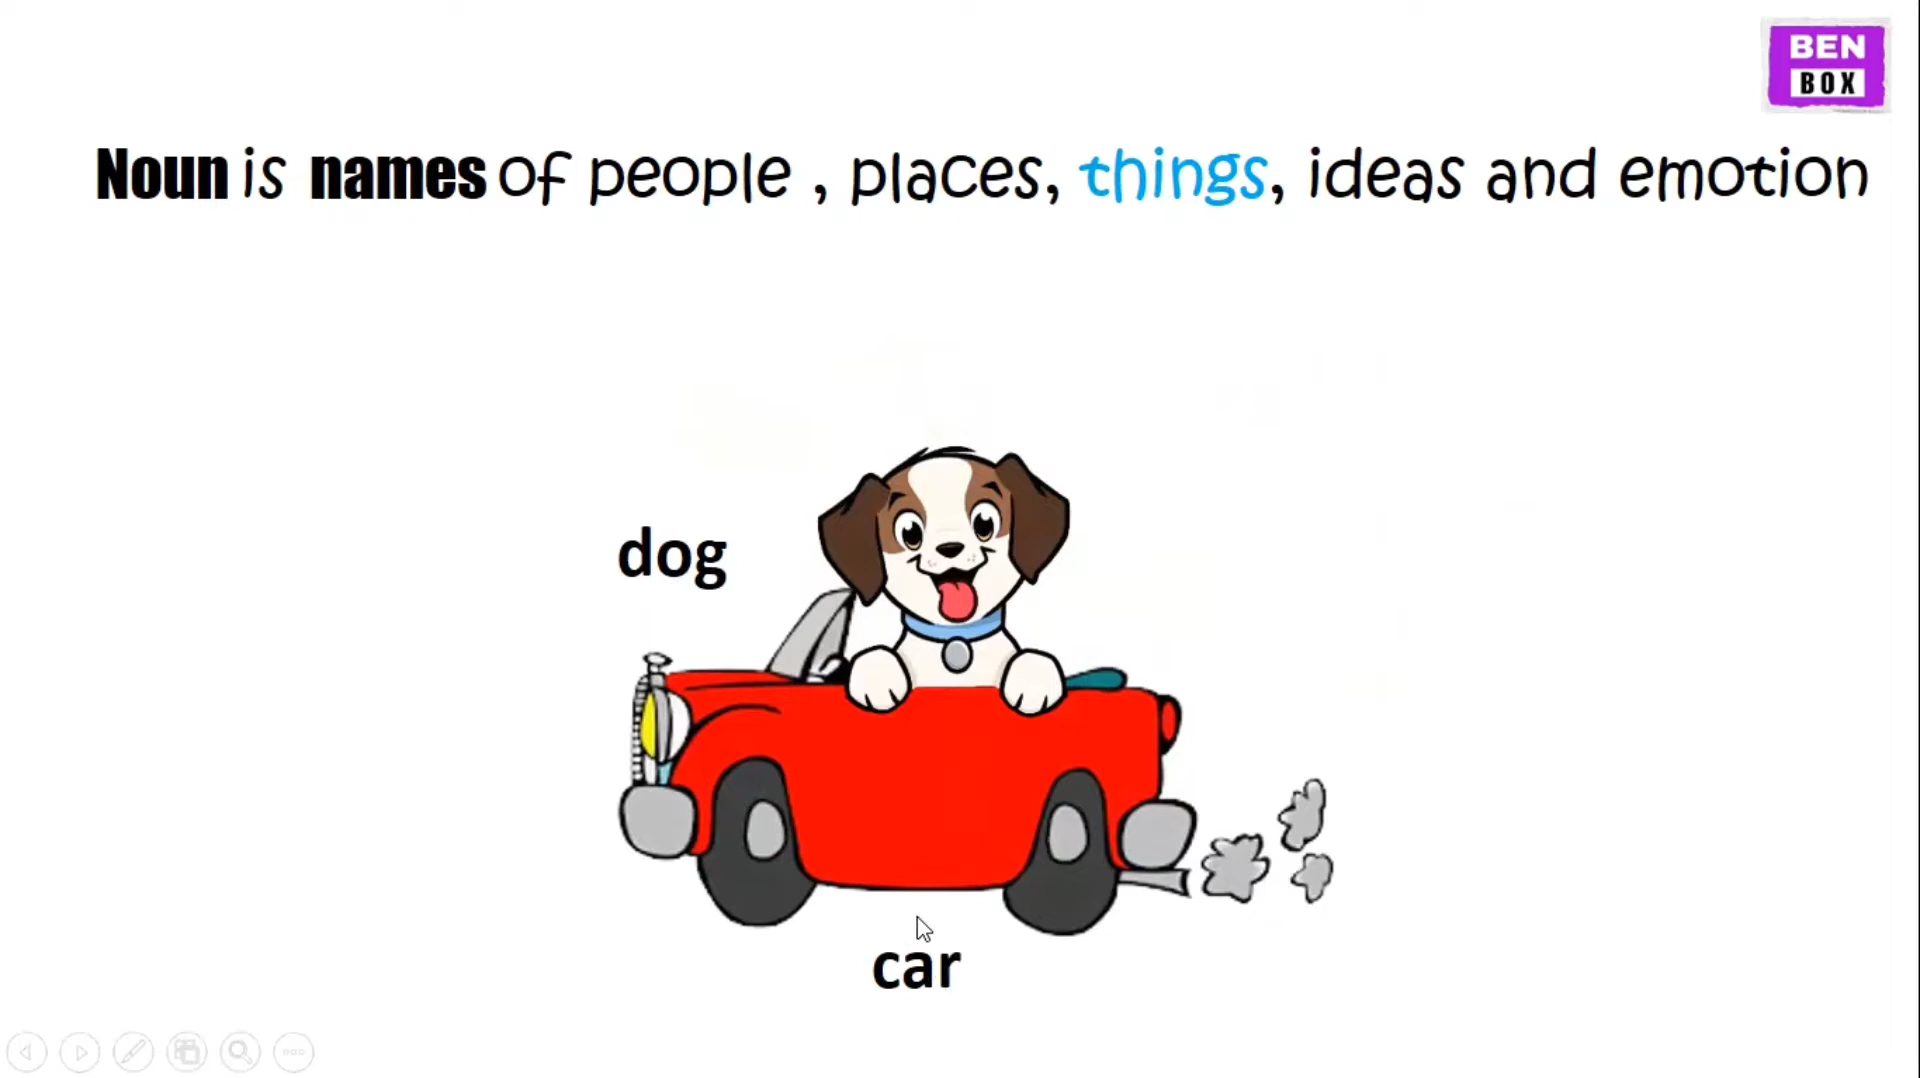 BEN
BOX
Noun is names of people , places, things, ideas and emotion
dog
car